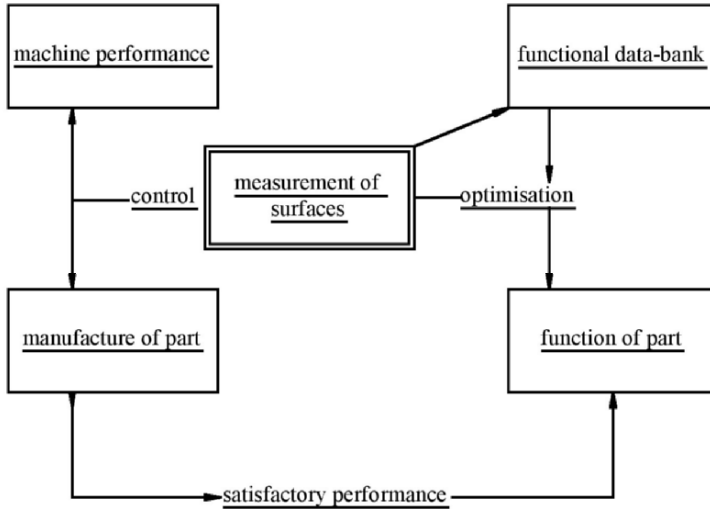 machine performance
functional data-bank
control
measurement of
surfaces
optimisation
manufacture of part
function of part
satisfactory performance